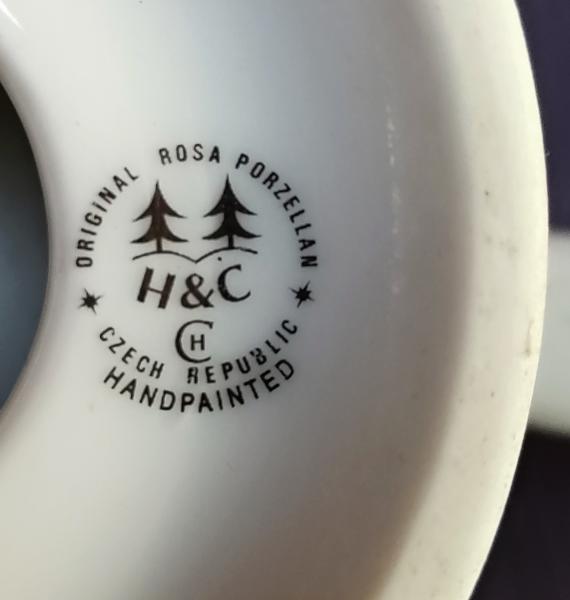 ORIGINAL ROSA PORZELLAN
H&C
CH
CZECH REPUBLIC
HANDPAINTED